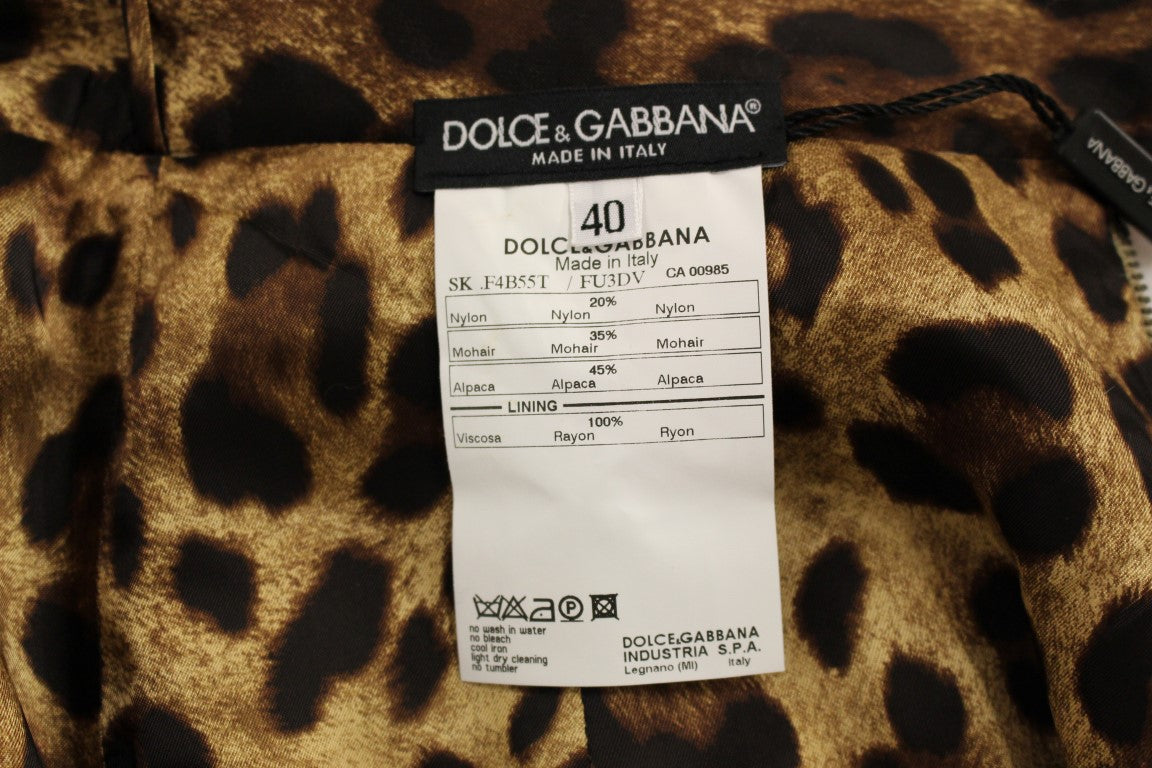 DOLCE & GABBANA®
MADE IN ITALY
& GABBANA
40
DOLCE&GABBANA
Made in Italy
SK .F4B55T / FU3DV CA 00985
20%
Nylon Nylon Nylon
35%
Mohair Mohair Mohair
45%
Alpaca Alpaca Alpaca
LINING
100%
Viscosa Rayon Ryon
no wash in water
no bleach
cool iron
light dry cleaning
no tumbler
DOLCE&GABBANA
INDUSTRIA S.P.A.
Legnano (MI) Italy